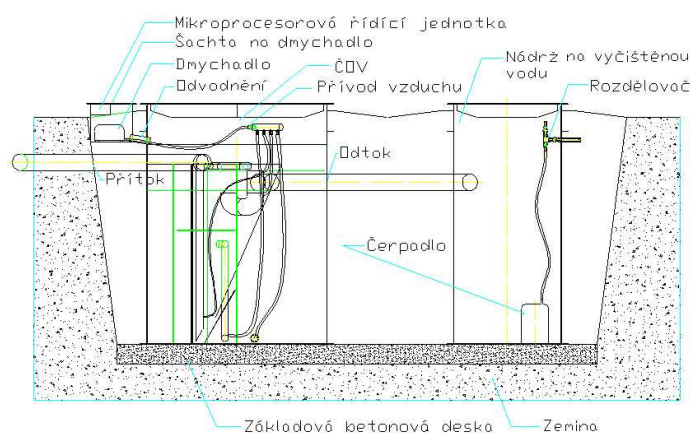 Mikroprocesorová řídící jednotka
Šachta na dmychadlo
Dmychadlo
Odvodnění
ČOV
Přívod vzduchu
Nádrž na vyčištěnou
vodu
Rozdělovač
Odtok
Přítok
Čerpadlo
Základová betonová deska
Zemina